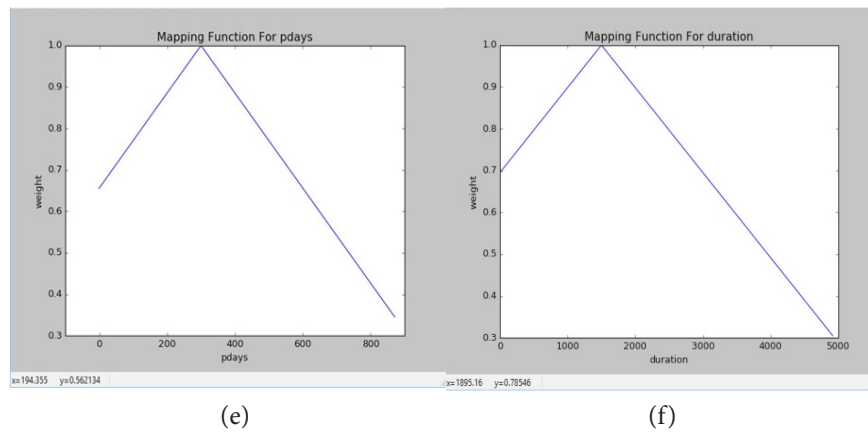 Mapping Function For pdays
1.0
0.9
0.8
0.7
0.6
0.5
0.4
0.3
weight
0 200 400 600 800
pdays
x=194.355 y=0.562134
(e)
Mapping Function For duration
1.0
0.9
0.8
0.7
0.6
0.5
0.4
0.3
weight
0 1000 2000 3000 4000 5000
duration
x=1895.16 y=0.78546
(f)